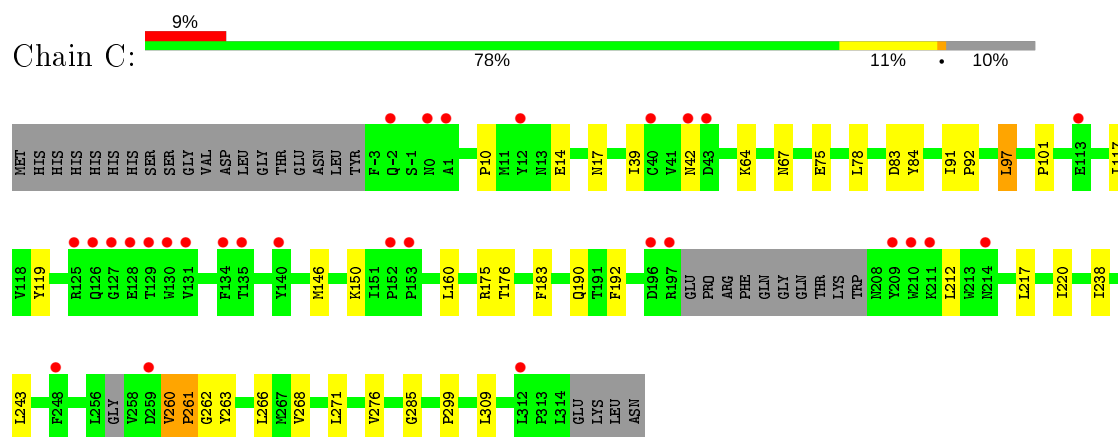 9%
Chain C:
78% 11% • 10%
MET HIS HIS HIS HIS HIS HIS SER SER GLY VAL ASP LEU GLY GLY THR GLU ASN LEU TYR F-3 Q-2 S-1 N0 A1 P10 M11 Y12 N13 E14 N17 I39 C40 V41 N42 D43 K64 N67 E75 L78 D83 Y84 I91 P92 L97 P101 E113
V118 Y119 R125 Q126 G127 E128 T129 W130 V131 F134 T135 Y140 M146 K150 I151 P152 P153 L160 R175 T176 F183 Q190 T191 F192 D196 R197 GLU PRO ARG PHE GLN GLY GLN THR LYS TRP N208 Y209 W210 K211 L212 W213 N214 L217 I220 I238
L243 F248 L256 GLY V258 D259 V260 P261 G262 Y263 L266 M267 V268 L271 V276 G285 P299 L309 L312 P313 L314 GLU LYS LEU ASN